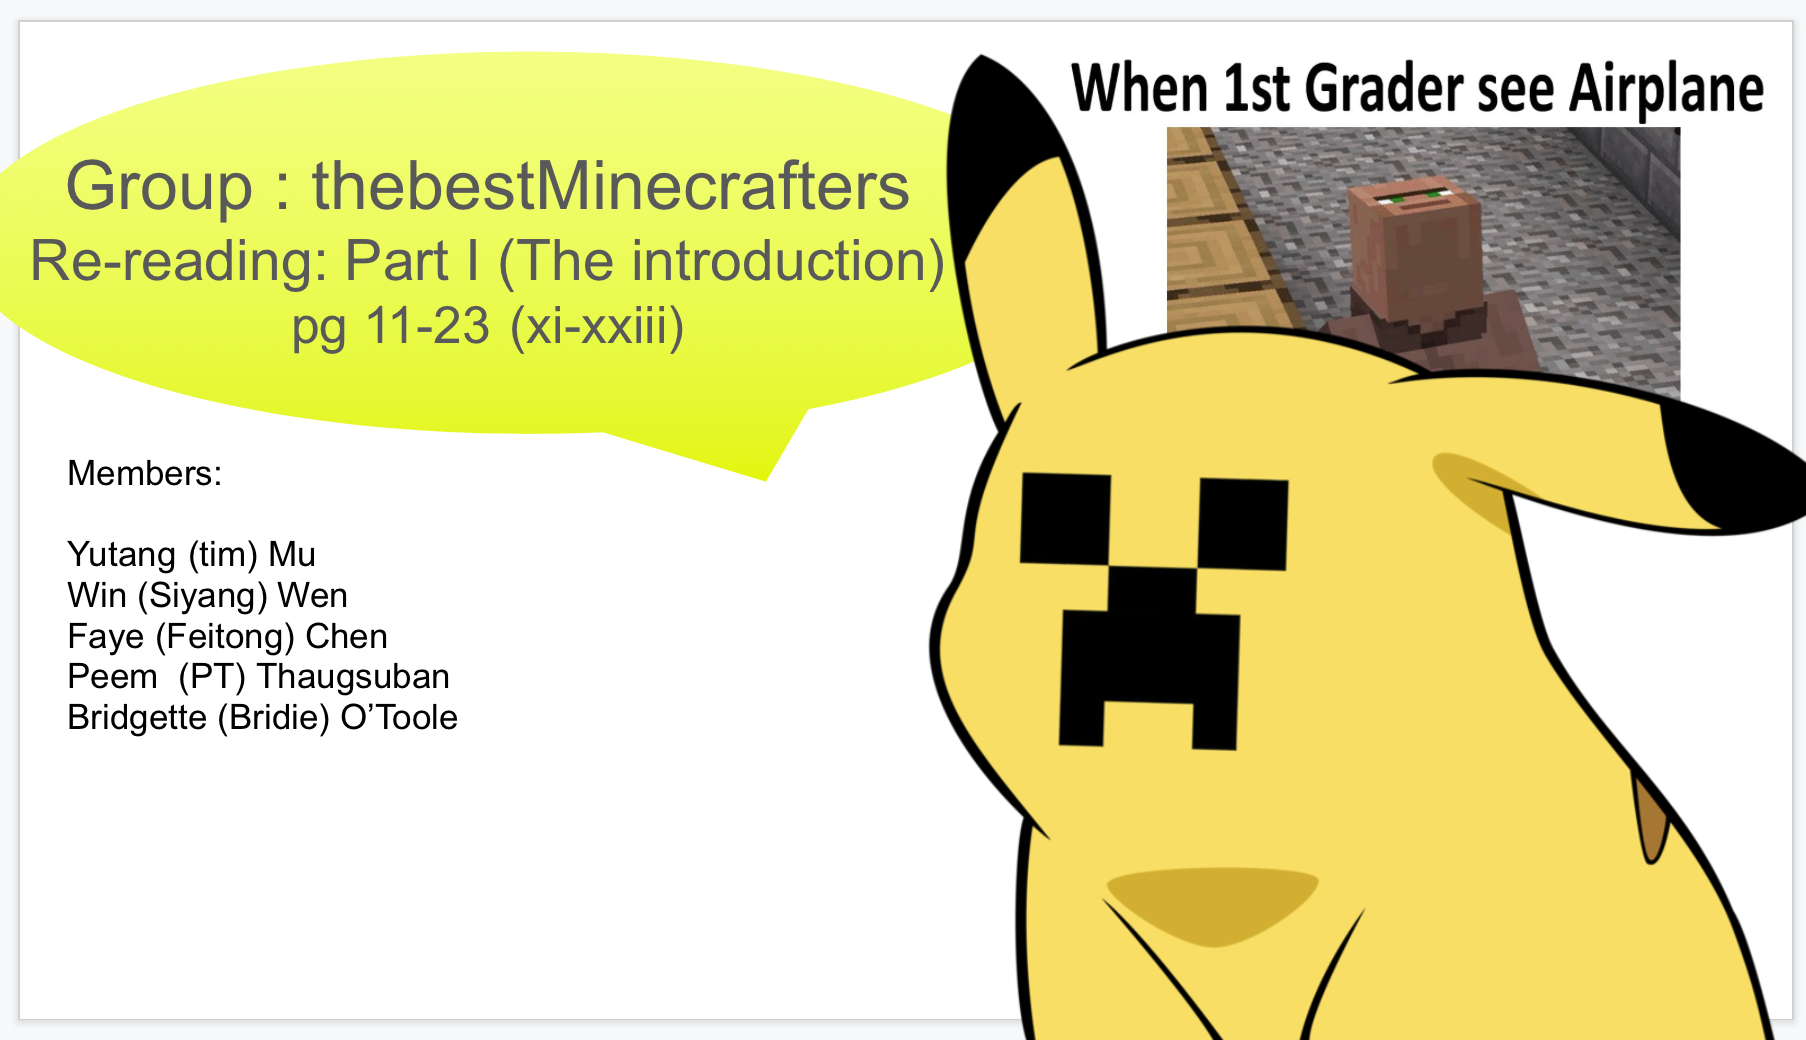 Group : thebestMinecrafters
Re-reading: Part I (The introduction)
pg 11-23 (xi-xxiii)
When 1st Grader see Airplane
Members:
Yutang (tim) Mu
Win (Siyang) Wen
Faye (Feitong) Chen
Peem  (PT) Thaugsuban
Bridgette (Bridie) O’Toole